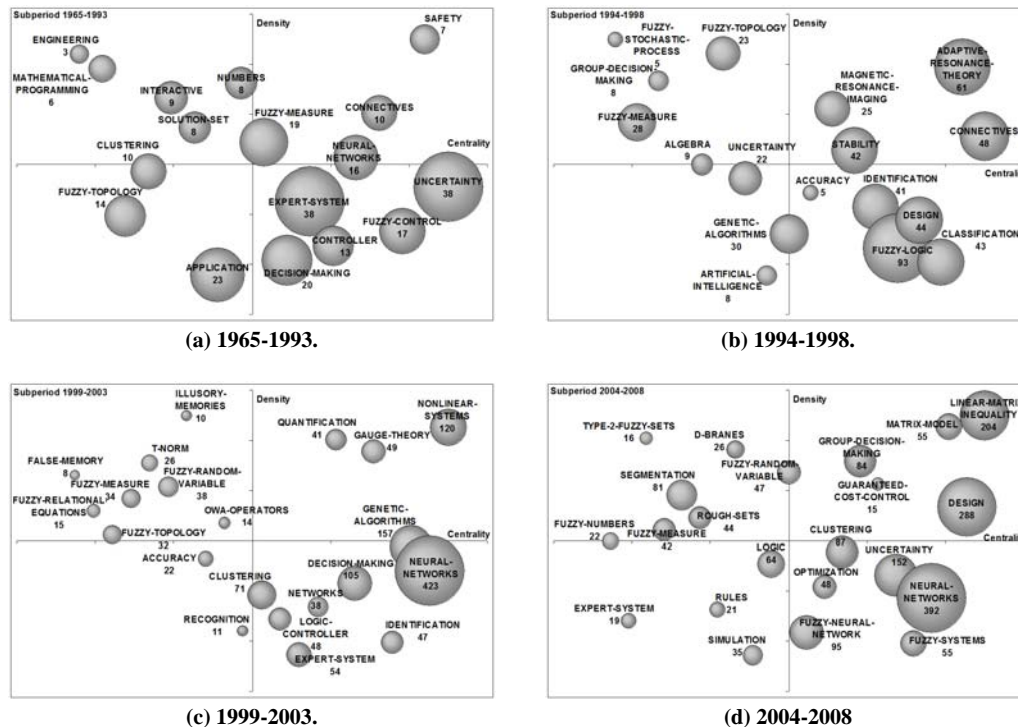 Subperiod 1965-1993
Density
SAFETY
7
ENGINEERING
3
MATHEMATICAL-
PROGRAMMING
6
INTERACTIVE
9
NUMBERS
8
SOLUTION-SET
8
FUZZY-MEASURE
19
CONNECTIVES
10
CLUSTERING
10
NEURAL-
NETWORKS
16
Centrality
FUZZY-TOPOLOGY
14
EXPERT-SYSTEM
38
UNCERTAINTY
38
FUZZY-CONTROL
17
CONTROLLER
13
APPLICATION
23
DECISION-MAKING
20
(a) 1965-1993.
Subperiod 1994-1998
Density
FUZZY-
STOCHASTIC-
PROCESS
5
FUZZY-TOPOLOGY
23
GROUP-DECISION-
MAKING
8
ADAPTIVE-
RESONANCE-
THEORY
61
MAGNETIC-
RESONANCE-
IMAGING
25
FUZZY-MEASURE
28
CONNECTIVES
48
ALGEBRA
9
UNCERTAINTY
22
STABILITY
42
Centrali
ACCURACY
5
IDENTIFICATION
41
GENETIC-
ALGORITHMS
30
DESIGN
44
FUZZY-LOGIC
93
CLASSIFICATION
43
ARTIFICIAL-
INTELLIGENCE
8
(b) 1994-1998.
Subperiod 1999-2003
Density
ILLUSORY-
MEMORIES
10
QUANTIFICATION
41
NONLINEAR-
SYSTEMS
120
GAUGE-THEORY
49
T-NORM
26
FALSE-MEMORY
8
FUZZY-RANDOM-
VARIABLE
38
FUZZY-MEASURE
34
FUZZY-RELATIONAL-
EQUATIONS
15
OWA-OPERATORS
14
GENETIC-
ALGORITHMS
157
Centrality
FUZZY-TOPOLOGY
32
ACCURACY
22
DECISION-MAKING
105
NEURAL-
NETWORKS
423
CLUSTERING
71
NETWORKS
38
RECOGNITION
11
LOGIC-
CONTROLLER
48
IDENTIFICATION
47
EXPERT-SYSTEM
54
(c) 1999-2003.
Subperiod 2004-2008
Density
LINEAR-MATRIX
INEQUALITY
204
MATRIX-MODEL
55
TYPE-2-FUZZY-SETS
16
D-BRANES
26
GROUP-DECISION-
MAKING
84
SEGMENTATION
81
FUZZY-RANDOM-
VARIABLE
47
GUARANTEED-
COST-CONTROL
15
DESIGN
288
ROUGH-SETS
44
FUZZY-NUMBERS
22
FUZZY-MEASURE
42
CLUSTERING
87
Centrali
LOGIC
64
UNCERTAINTY
152
OPTIMIZATION
48
NEURAL-
NETWORKS
392
EXPERT-SYSTEM
19
RULES
21
FUZZY-NEURAL-
NETWORK
95
SIMULATION
35
FUZZY-SYSTEMS
55
(d) 2004-2008